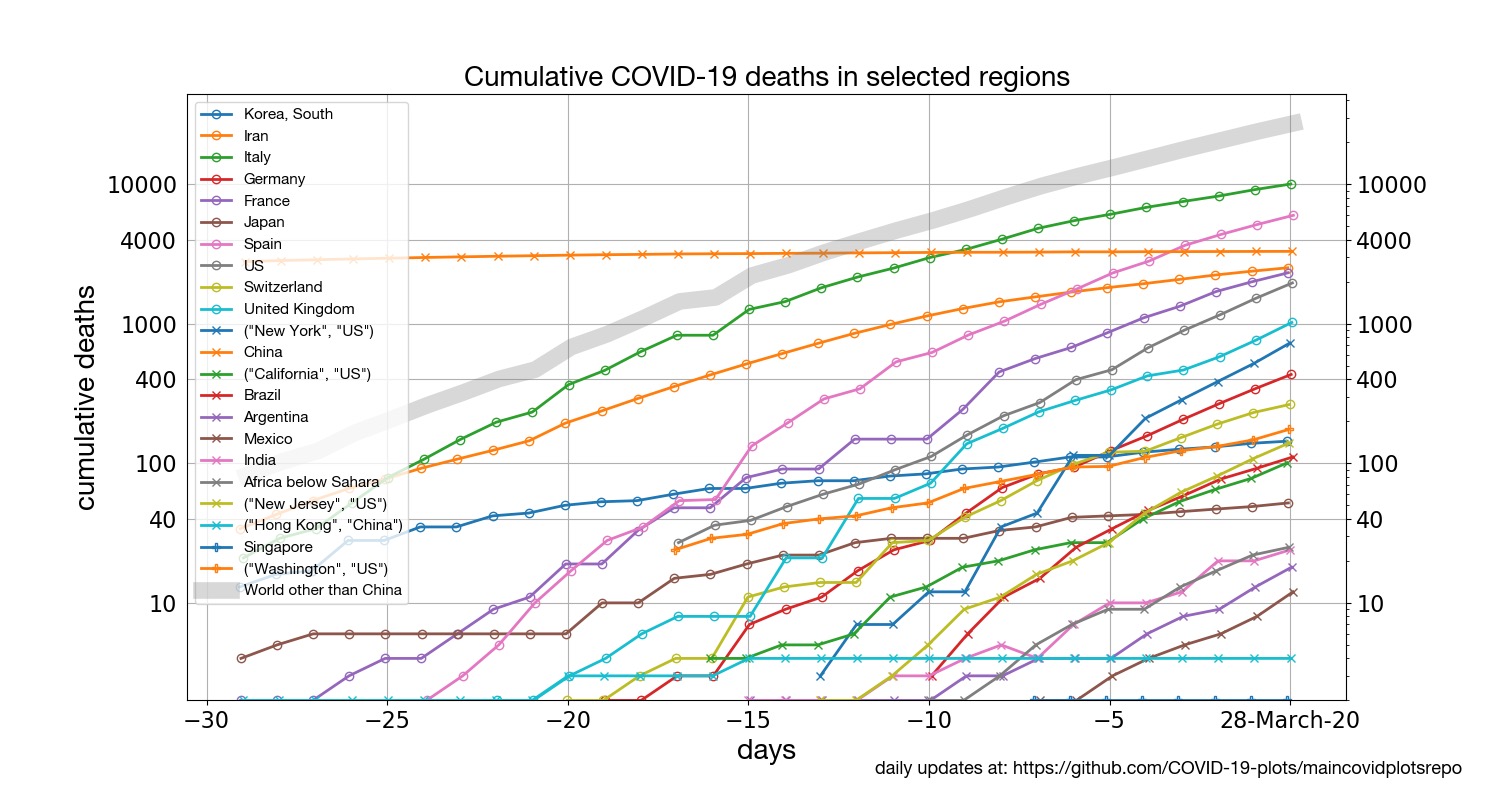 Cumulative COVID-19 deaths in selected regions
Korea, South
Iran
Italy
Germany
France
Japan
Spain
US
Switzerland
United Kingdom
("New York", "US")
China
("California", "US")
Brazil
Argentina
Mexico
India
Africa below Sahara
("New Jersey", "US")
("Hong Kong", "China")
Singapore
("Washington", "US")
World other than China
cumulative deaths
10000
4000
1000
400
100
40
10
10000
4000
1000
400
100
40
10
−30
−25
−20
−15
−10
−5
28-March-20
days
daily updates at: https://github.com/COVID-19-plots/maincovidplotsrepo